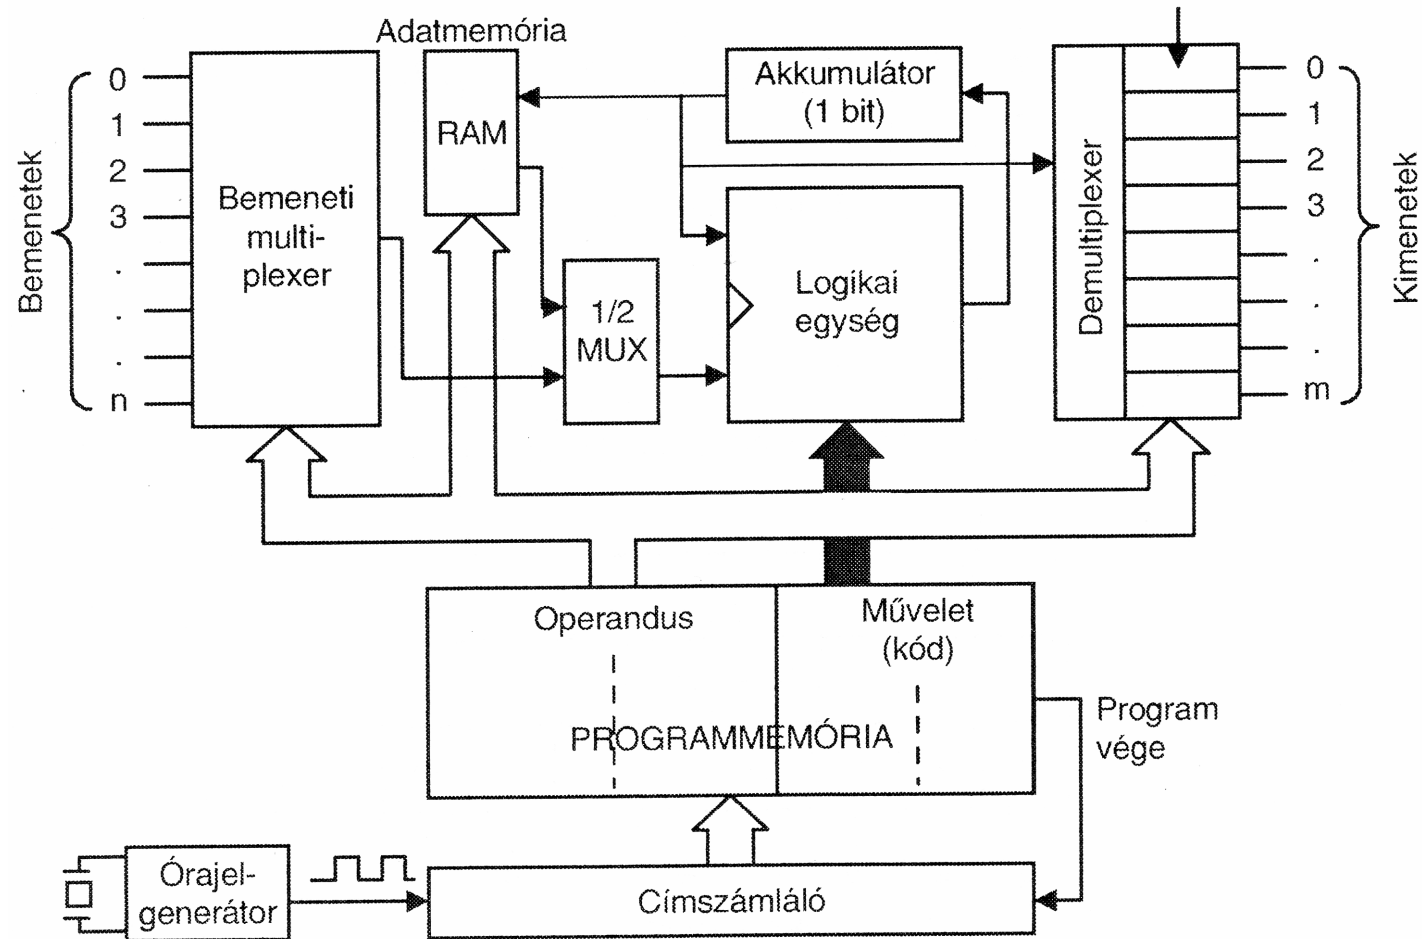 Adatmemória
Bemenetek
0
1
2
3
.
.
.
n
Bemeneti
multi-
plexer
RAM
1/2
MUX
Akkumulátor
(1 bit)
Logikai
egység
Demultiplexer
0
1
2
3
.
.
.
m
Kimenetek
Operandus
Művelet
(kód)
PROGRAMMEMÓRIA
Program
vége
Órajel-
generátor
Címszámláló